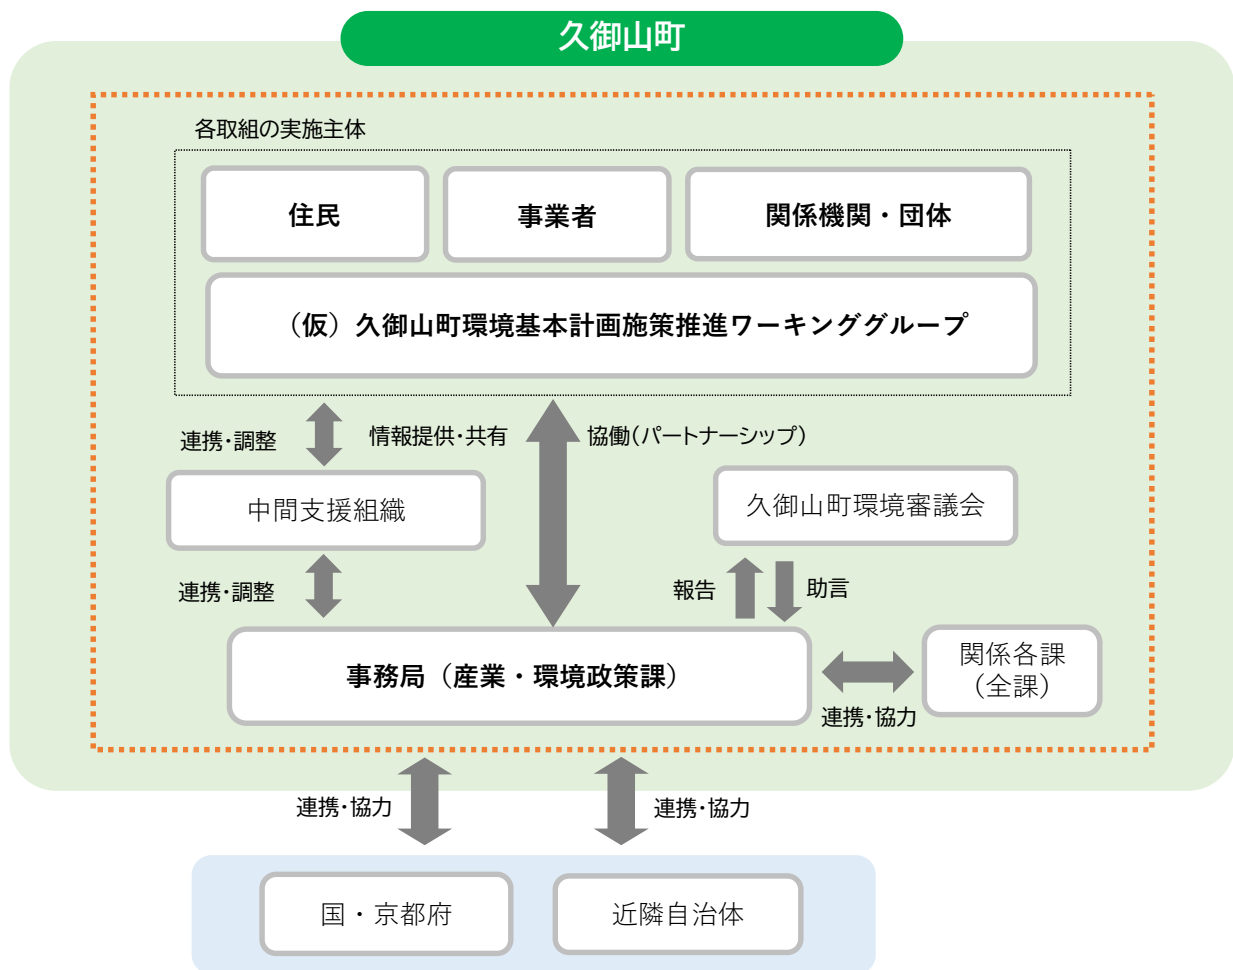 久御山町
各取組の実施主体
住民
事業者
関係機関・団体
（仮）久御山町環境基本計画施策推進ワーキンググループ
連携・調整
情報提供・共有
協働（パートナーシップ）
中間支援組織
久御山町環境審議会
連携・調整
報告
助言
事務局（産業・環境政策課）
関係各課
（全課）
連携・協力
連携・協力
連携・協力
国・京都府
近隣自治体